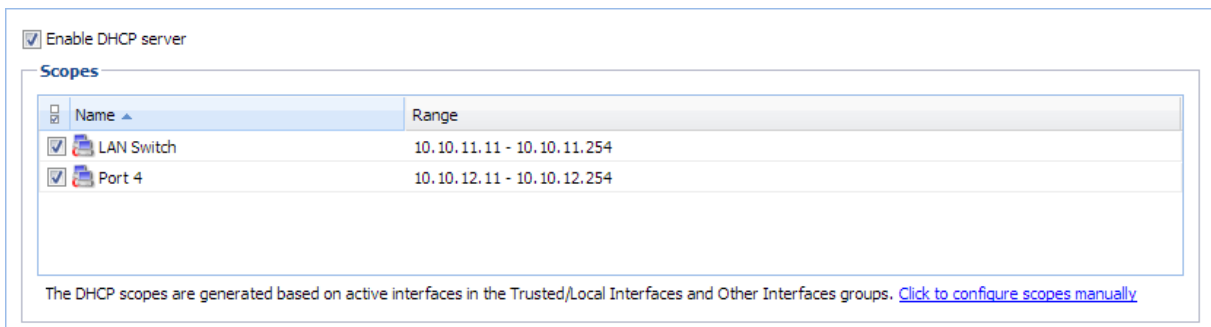 Enable DHCP server
Scopes
Name Range
LAN Switch 10.10.11.11 - 10.10.11.254
Port 4 10.10.12.11 - 10.10.12.254
The DHCP scopes are generated based on active interfaces in the Trusted/Local Interfaces and Other Interfaces groups. Click to configure scopes manually